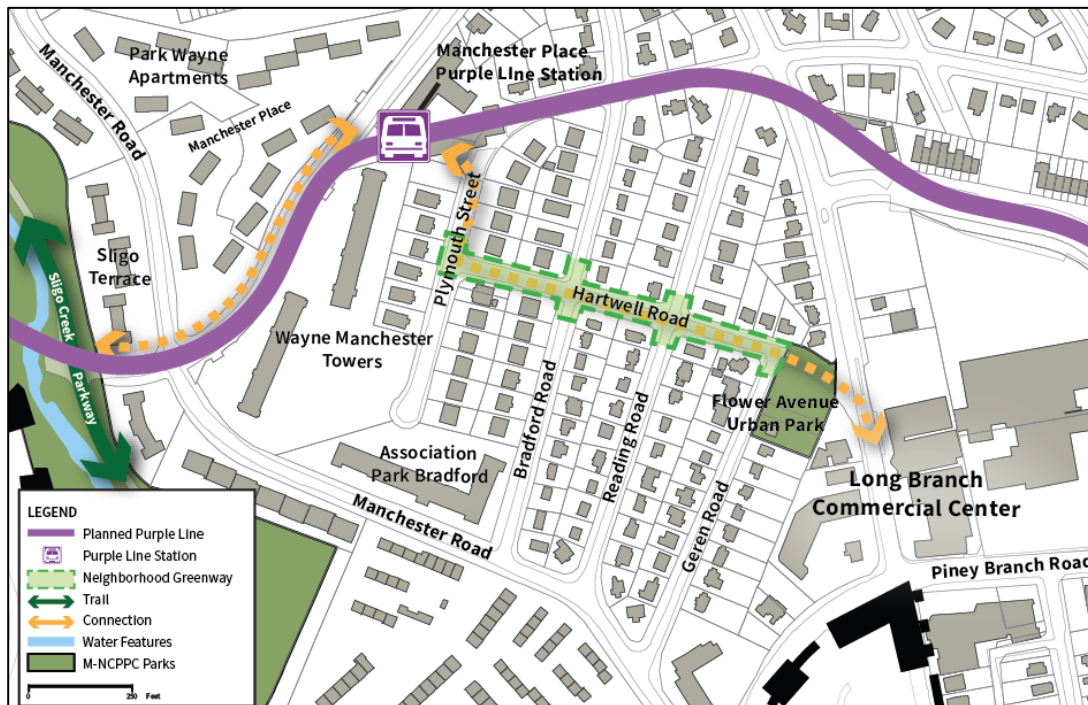 Park Wayne
Apartments
Manchester Place
Purple LIne Station
Manchester Road
Manchester Place
Sligo
Terrace
Plymouth Street
Sligo Creek
Parkway
Hartwell Road
Wayne Manchester
Towers
Flower Avenue
Urban Park
Bradford Road
Reading Road
Association
Park Bradford
Geren Road
Long Branch
Commercial Center
Manchester Road
Piney Branch Road
LEGEND
Planned Purple Line
Purple Line Station
Neighborhood Greenway
Trail
Connection
Water Features
M-NCPPC Parks
0 250
Feet